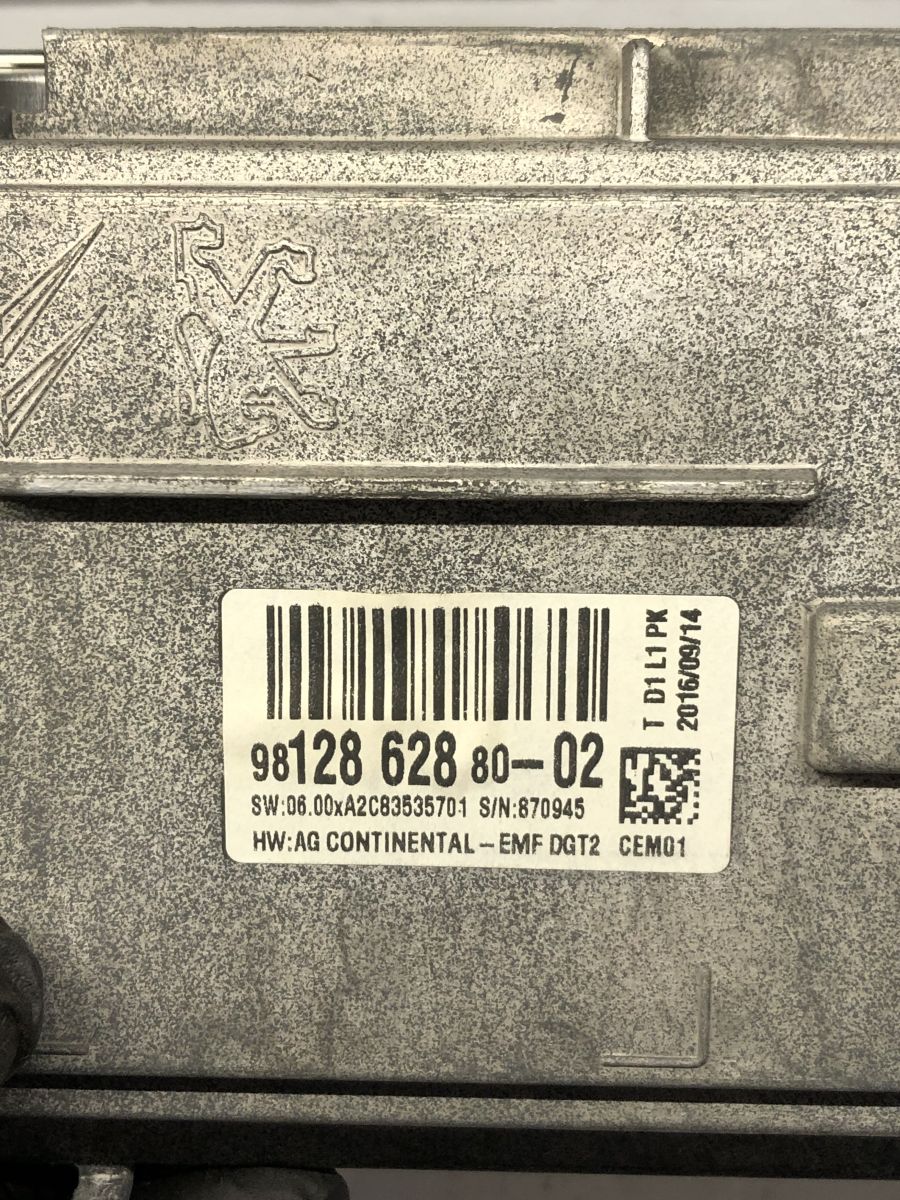 T D1 L1 PK
2016/09/14
98128 628 80-02
SW:06.00xA2C83535701 S/N:870945
HW:AG CONTINENTAL-EMF DGT2 CEM01